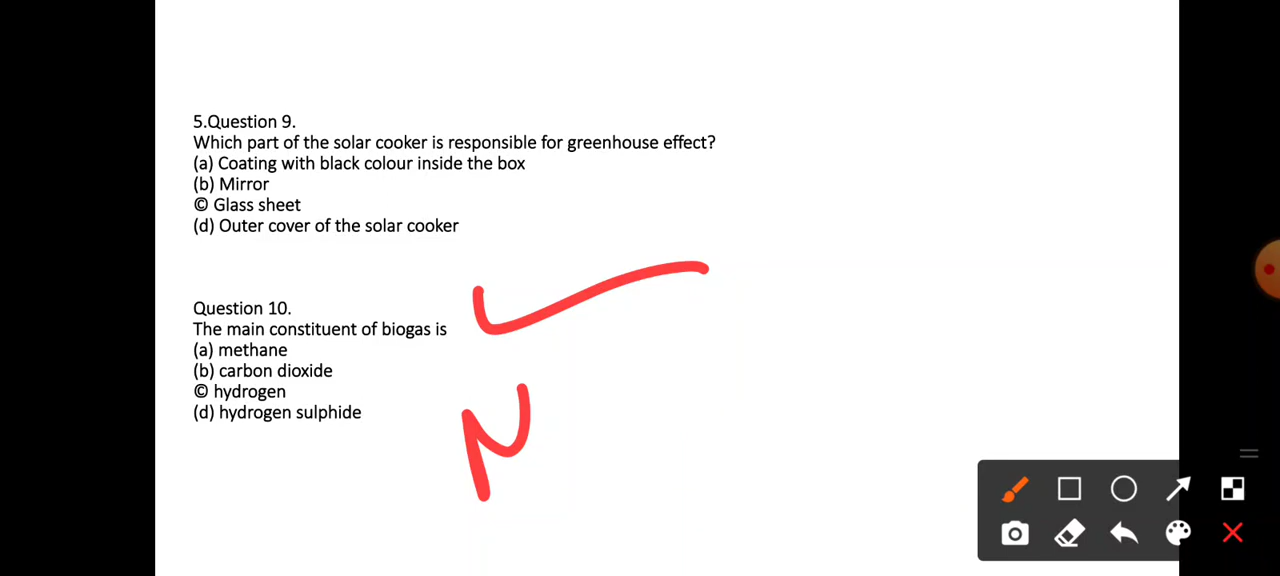 5.Question 9.
Which part of the solar cooker is responsible for greenhouse effect?
(a) Coating with black colour inside the box
(b) Mirror
© Glass sheet
(d) Outer cover of the solar cooker
Question 10.
The main constituent of biogas is
(a) methane
(b) carbon dioxide
© hydrogen
(d) hydrogen sulphide